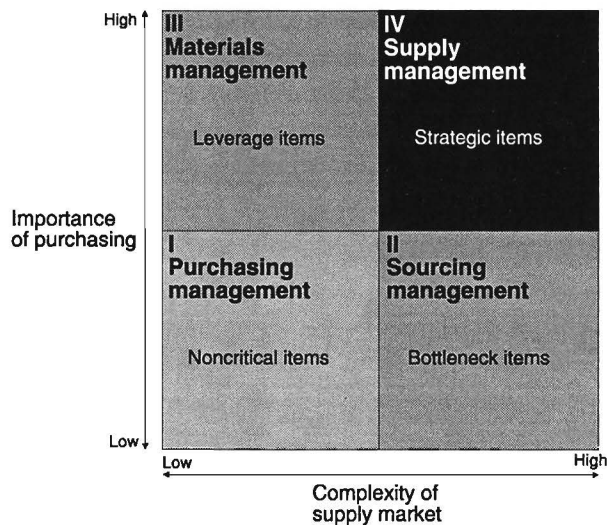 High
III
Materials
management
Leverage items
IV
Supply
management
Strategic items
Importance
of purchasing
I
Purchasing
management
Noncritical items
II
Sourcing
management
Bottleneck items
Low
Low
High
Complexity of
supply market